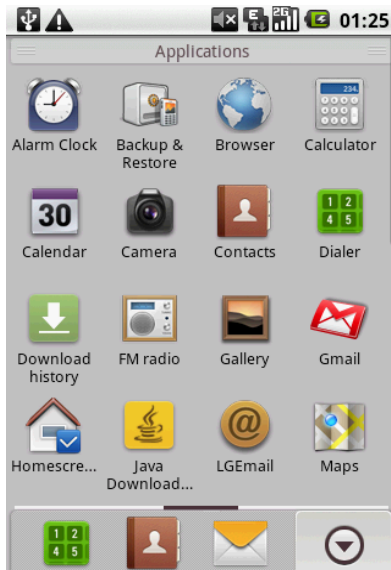 E 2G 01:25
Applications
234.
Alarm Clock Backup & Restore Browser Calculator
30 1 2 4 5
Calendar Camera Contacts Dialer
Download history FM radio Gallery Gmail
@
Homescre... Java Download... LGEmail Maps
1 2 4 5